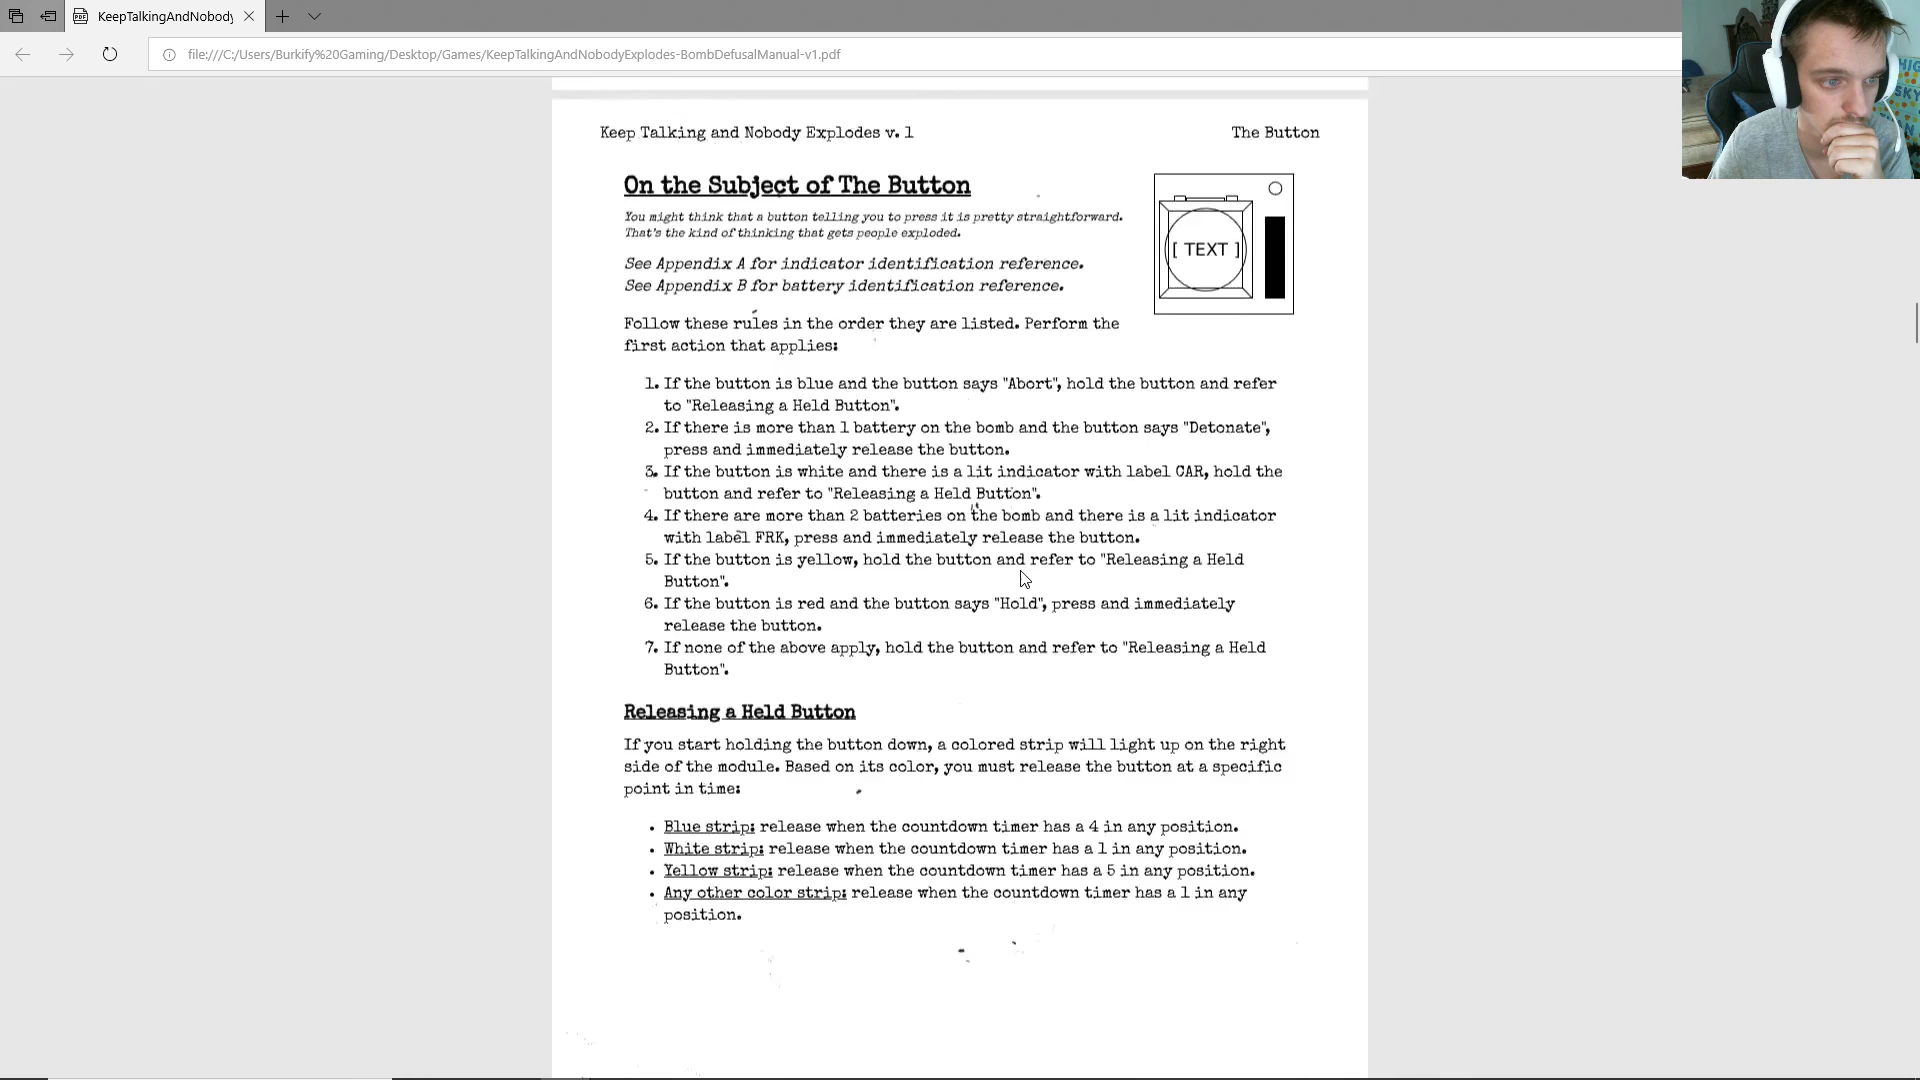 KeepTalkingAndNobody
file:///C:/Users/Burkify%20Gaming/Desktop/Games/KeepTalkingAndNobodyExplodes-BombDefusalManual-v1.pdf
HIG
SKY
Keep Talking and Nobody Explodes v. 1
The Button
On the Subject of The Button
You might think that a button telling you to press it is pretty straightforward.
That's the kind of thinking that gets people exploded.
[ TEXT ]
See Appendix A for indicator identification reference.
See Appendix B for battery identification reference.
Follow these rules in the order they are listed. Perform the
first action that applies:
1. If the button is blue and the button says "Abort", hold the button and refer
to "Releasing a Held Button".
2. If there is more than 1 battery on the bomb and the button says "Detonate",
press and immediately release the button.
3. If the button is white and there is a lit indicator with label CAR, hold the
button and refer to "Releasing a Held Button".
4. If there are more than 2 batteries on the bomb and there is a lit indicator
with label FRK, press and immediately release the button.
5. If the button is yellow, hold the button and refer to "Releasing a Held
Button".
6. If the button is red and the button says "Hold", press and immediately
release the button.
7. If none of the above apply, hold the button and refer to "Releasing a Held
Button".
Releasing a Held Button
If you start holding the button down, a colored strip will light up on the right
side of the module. Based on its color, you must release the button at a specific
point in time:
• Blue strip: release when the countdown timer has a 4 in any position.
• White strip: release when the countdown timer has a 1 in any position.
• Yellow strip: release when the countdown timer has a 5 in any position.
• Any other color strip: release when the countdown timer has a 1 in any
position.